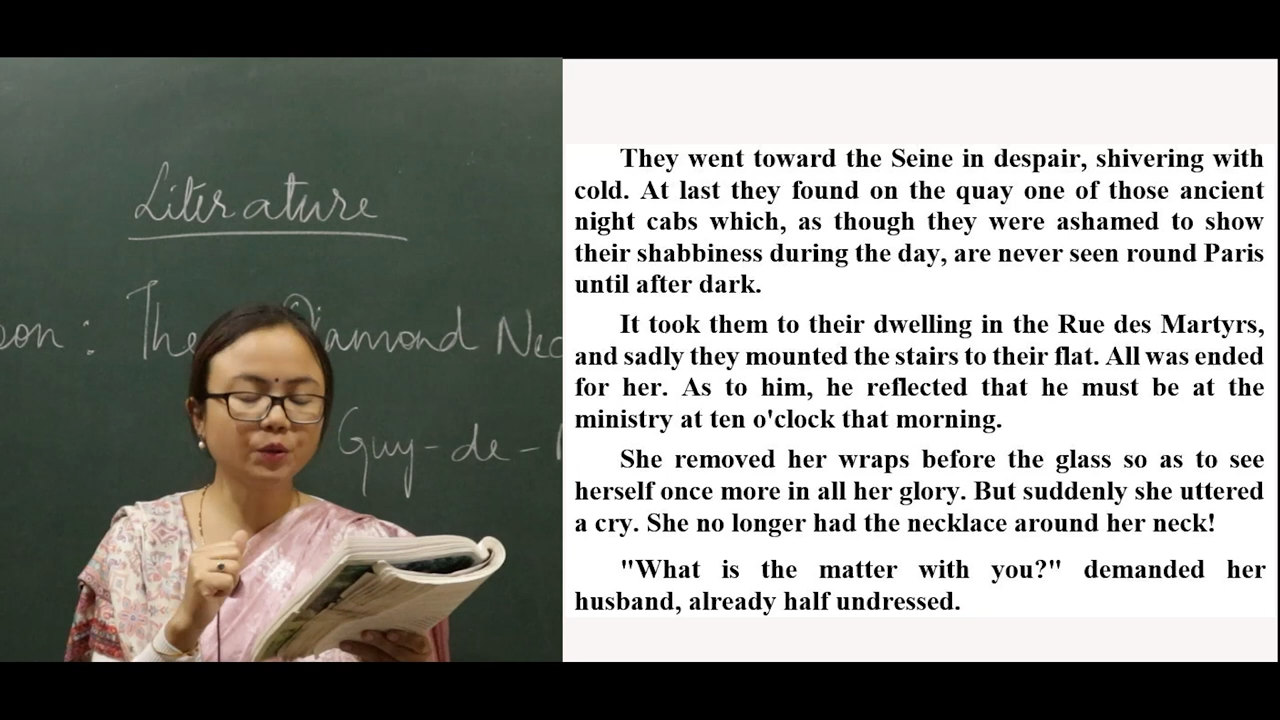 Literature
son: The Diamond Nec
Guy-de-
They went toward the Seine in despair, shivering with
cold. At last they found on the quay one of those ancient
night cabs which, as though they were ashamed to show
their shabbiness during the day, are never seen round Paris
until after dark.
It took them to their dwelling in the Rue des Martyrs,
and sadly they mounted the stairs to their flat. All was ended
for her. As to him, he reflected that he must be at the
ministry at ten o'clock that morning.
She removed her wraps before the glass so as to see
herself once more in all her glory. But suddenly she uttered
a cry. She no longer had the necklace around her neck!
"What is the matter with you?" demanded her
husband, already half undressed.